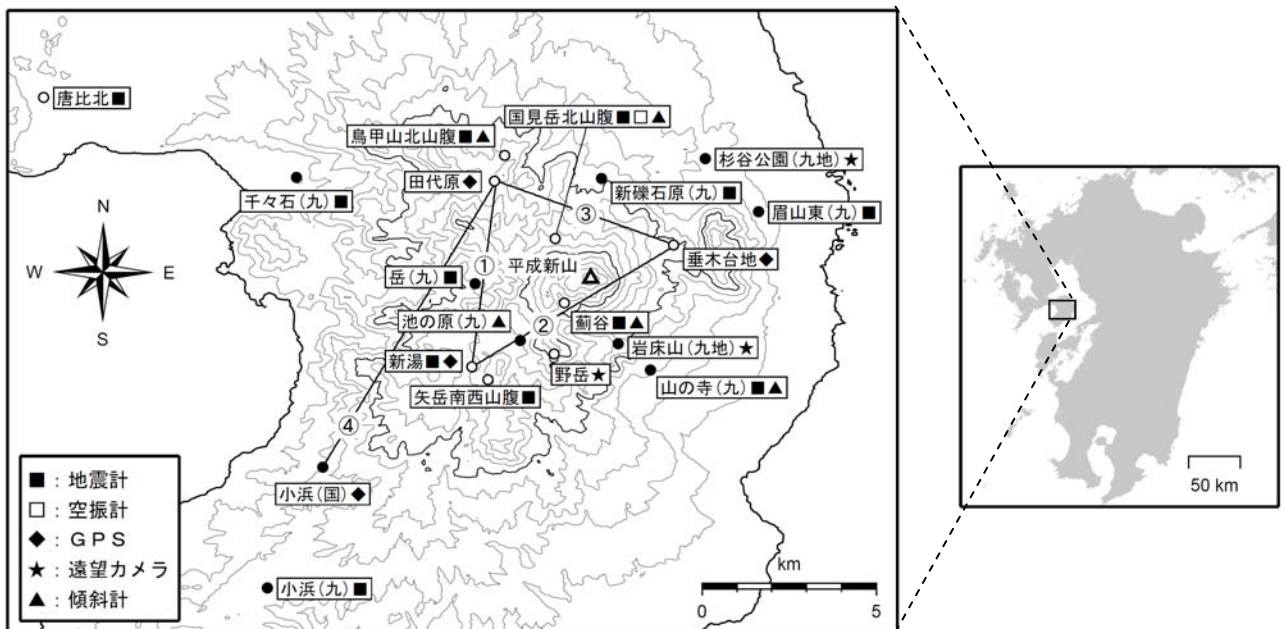 唐比北■
国見岳北山腹■□▲
鳥甲山北山腹■▲
杉谷公園(九地)★
田代原◆
新礫石原(九)■
千々石(九)■
③
眉山東(九)■
N
W
E
S
垂木台地◆
平成新山
岳(九)■
①
池の原(九)▲
②
薊谷■▲
岩床山(九地)★
新湯■◆
野岳★
山の寺(九)■▲
矢岳南西山腹■
④
小浜(国)◆
小浜(九)■
■:地震計
□:空振計
◆:GPS
★:遠望カメラ
▲:傾斜計
km
0
5
50 km